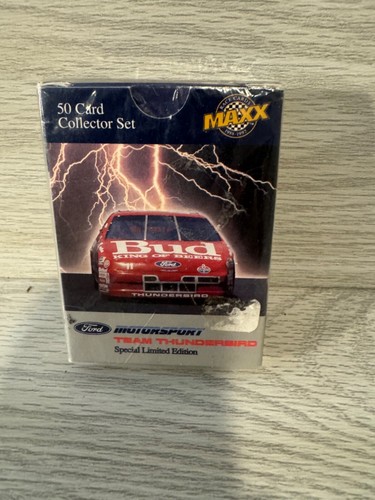 50 Card
Collector Set
MAXX
Bud
KING OF BEERS
Ford
THUNDERBIRD
Ford MOTORSPORT
TEAM THUNDERBIRD
Special Limited Edition